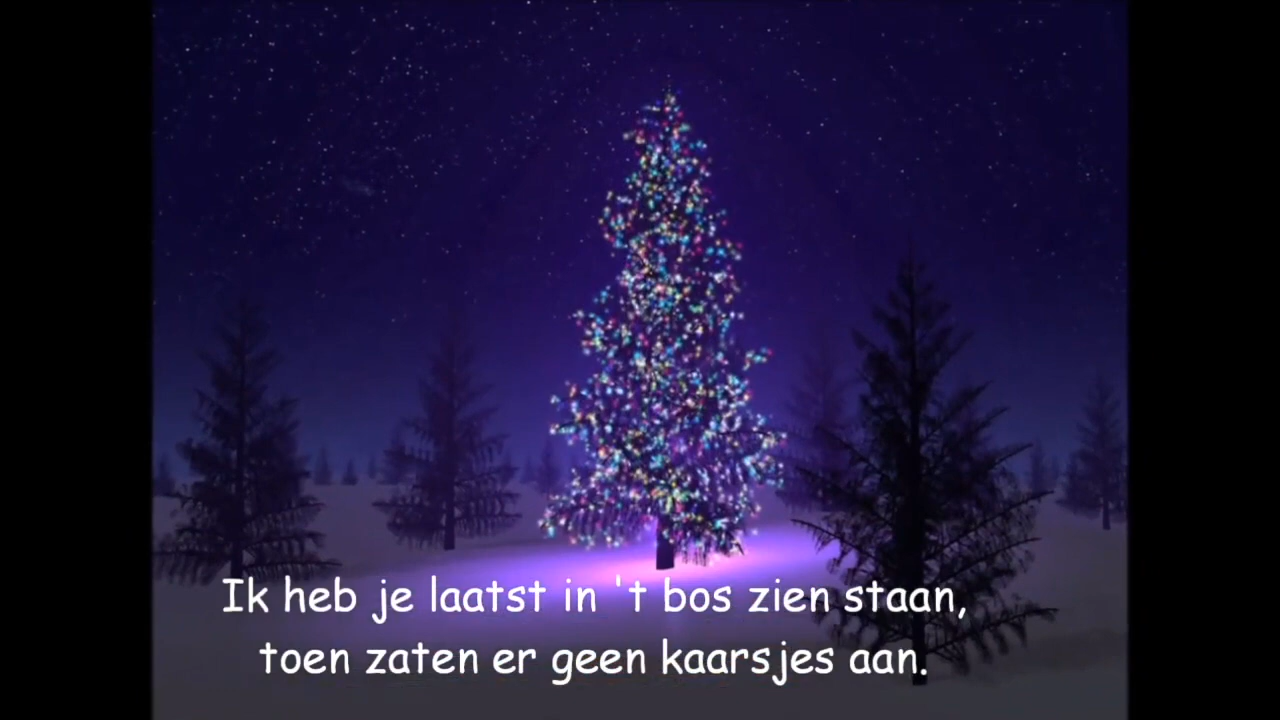 Ik heb je laatst in 't bos zien staan,
toen zaten er geen kaarsjes aan.